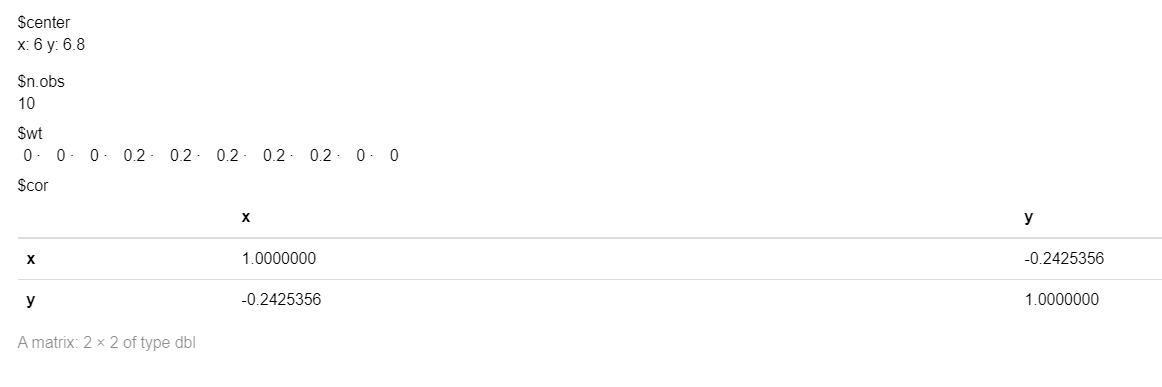 $center
x: 6 y: 6.8
$n.obs
10
$wt
0 · 0 · 0 · 0.2 · 0.2 · 0.2 · 0.2 · 0.2 · 0 · 0
$cor
x y
x 1.0000000 -0.2425356
y -0.2425356 1.0000000
A matrix: 2 × 2 of type dbl